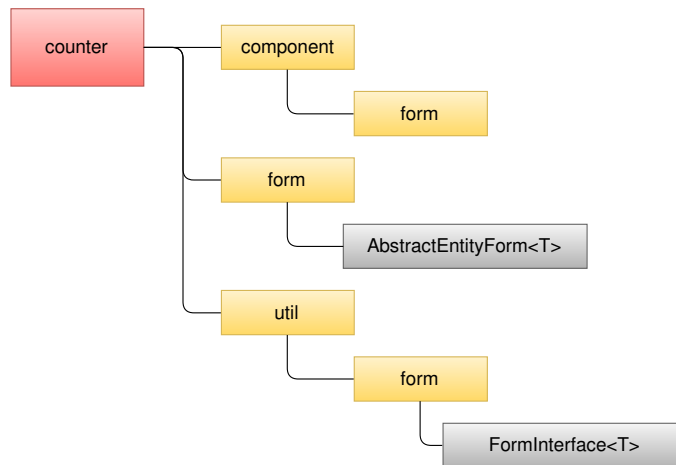 counter
component
form
form
AbstractEntityForm<T>
util
form
FormInterface<T>